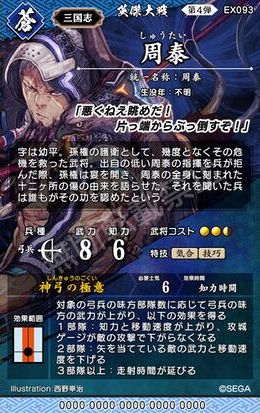 蒼
三国志
英傑大戦
第4弾
EX093
しゅうたい
周泰
統一名称：周泰
生没年：不明
「悪くねえ眺めだ！
片っ端からぶっ倒すぞ！」
字は幼平。孫権の護衛として、幾度となくその危
機を救った武将。出自の低い周泰の指揮を兵が拒
んだ際、孫権は宴を開き、周泰の全身に刻まれた
十二ヶ所の傷の由来を語らせた。それを聞いた兵
は誰もがその功を認めたという。
兵種 武力 知力 武将コスト
弓兵 8 6 特技 気合 技巧
しんきゅうのごくい
神弓の極意
必要士気 6
効果時間 知力時間
効果範囲
対象の弓兵の味方部隊数に応じて弓兵の味
方の武力が上がり、以下の効果を得る
1部隊：知力と移動速度が上がり、攻城
ゲージが敵の攻撃で下がらなくなる
2部隊：矢を当てている敵の武力と移動速
度を下げる
3部隊以上：走射時間が延びる
Illustration:西野幸治
©SEGA
0000-0000-0000-0000-0000